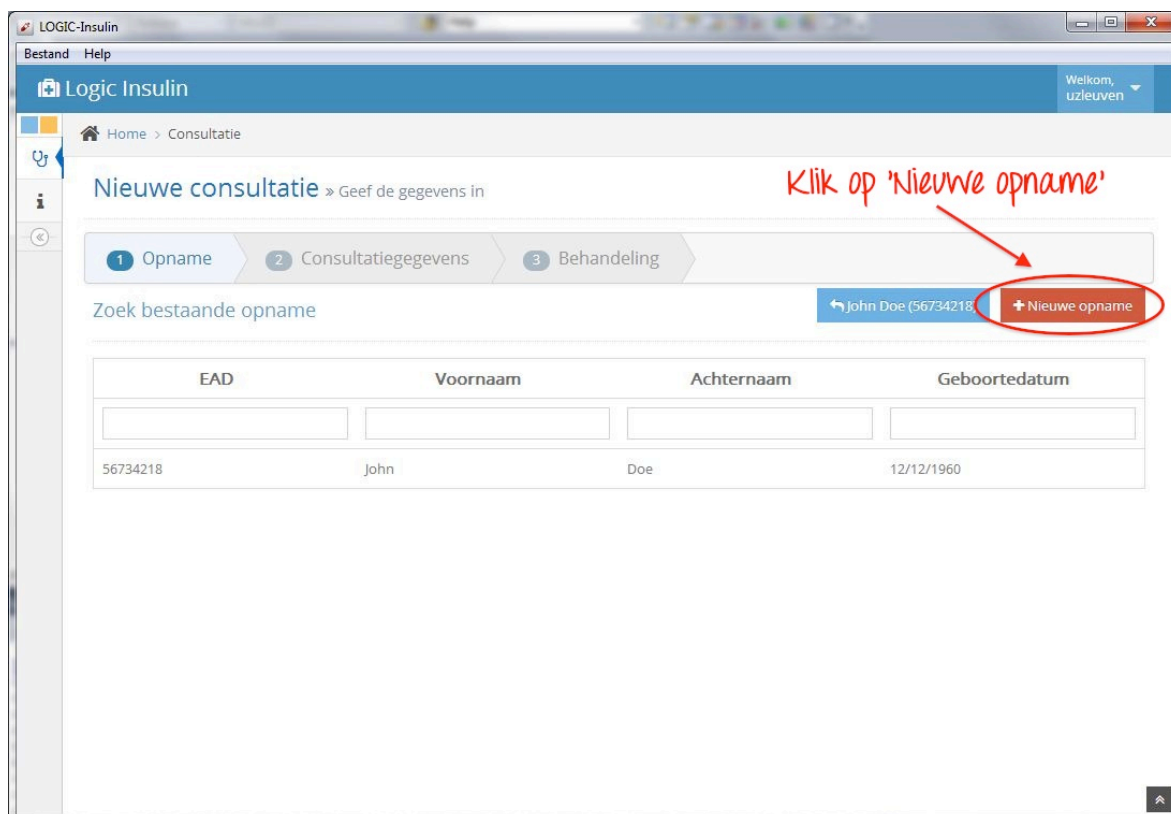 LOGIC-Insulin
Bestand Help
Logic Insulin
Welkom,
uzleuven
Home > Consultatie
Nieuwe consultatie » Geef de gegevens in
Klik op 'Nieuwe opname'
1 Opname 2 Consultatiegegevens 3 Behandeling
Zoek bestaande opname
John Doe (56734218) + Nieuwe opname
EAD Voornaam Achternaam Geboortedatum
56734218 John Doe 12/12/1960